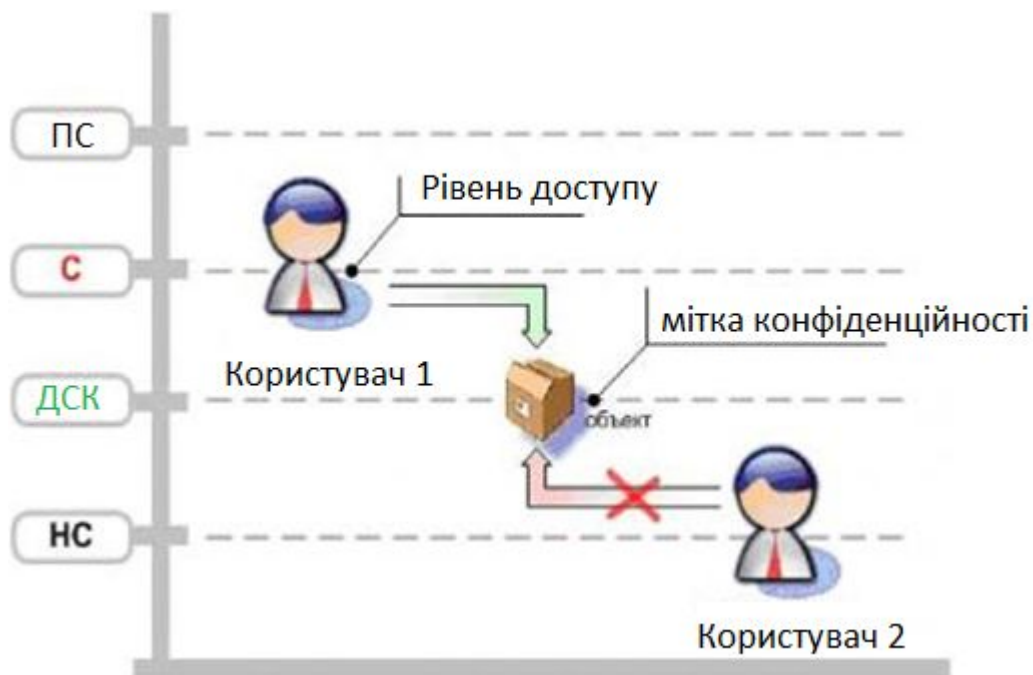 ПС
Рівень доступу
С
мітка конфіденційності
Користувач 1
ДСК
объект
НС
Користувач 2